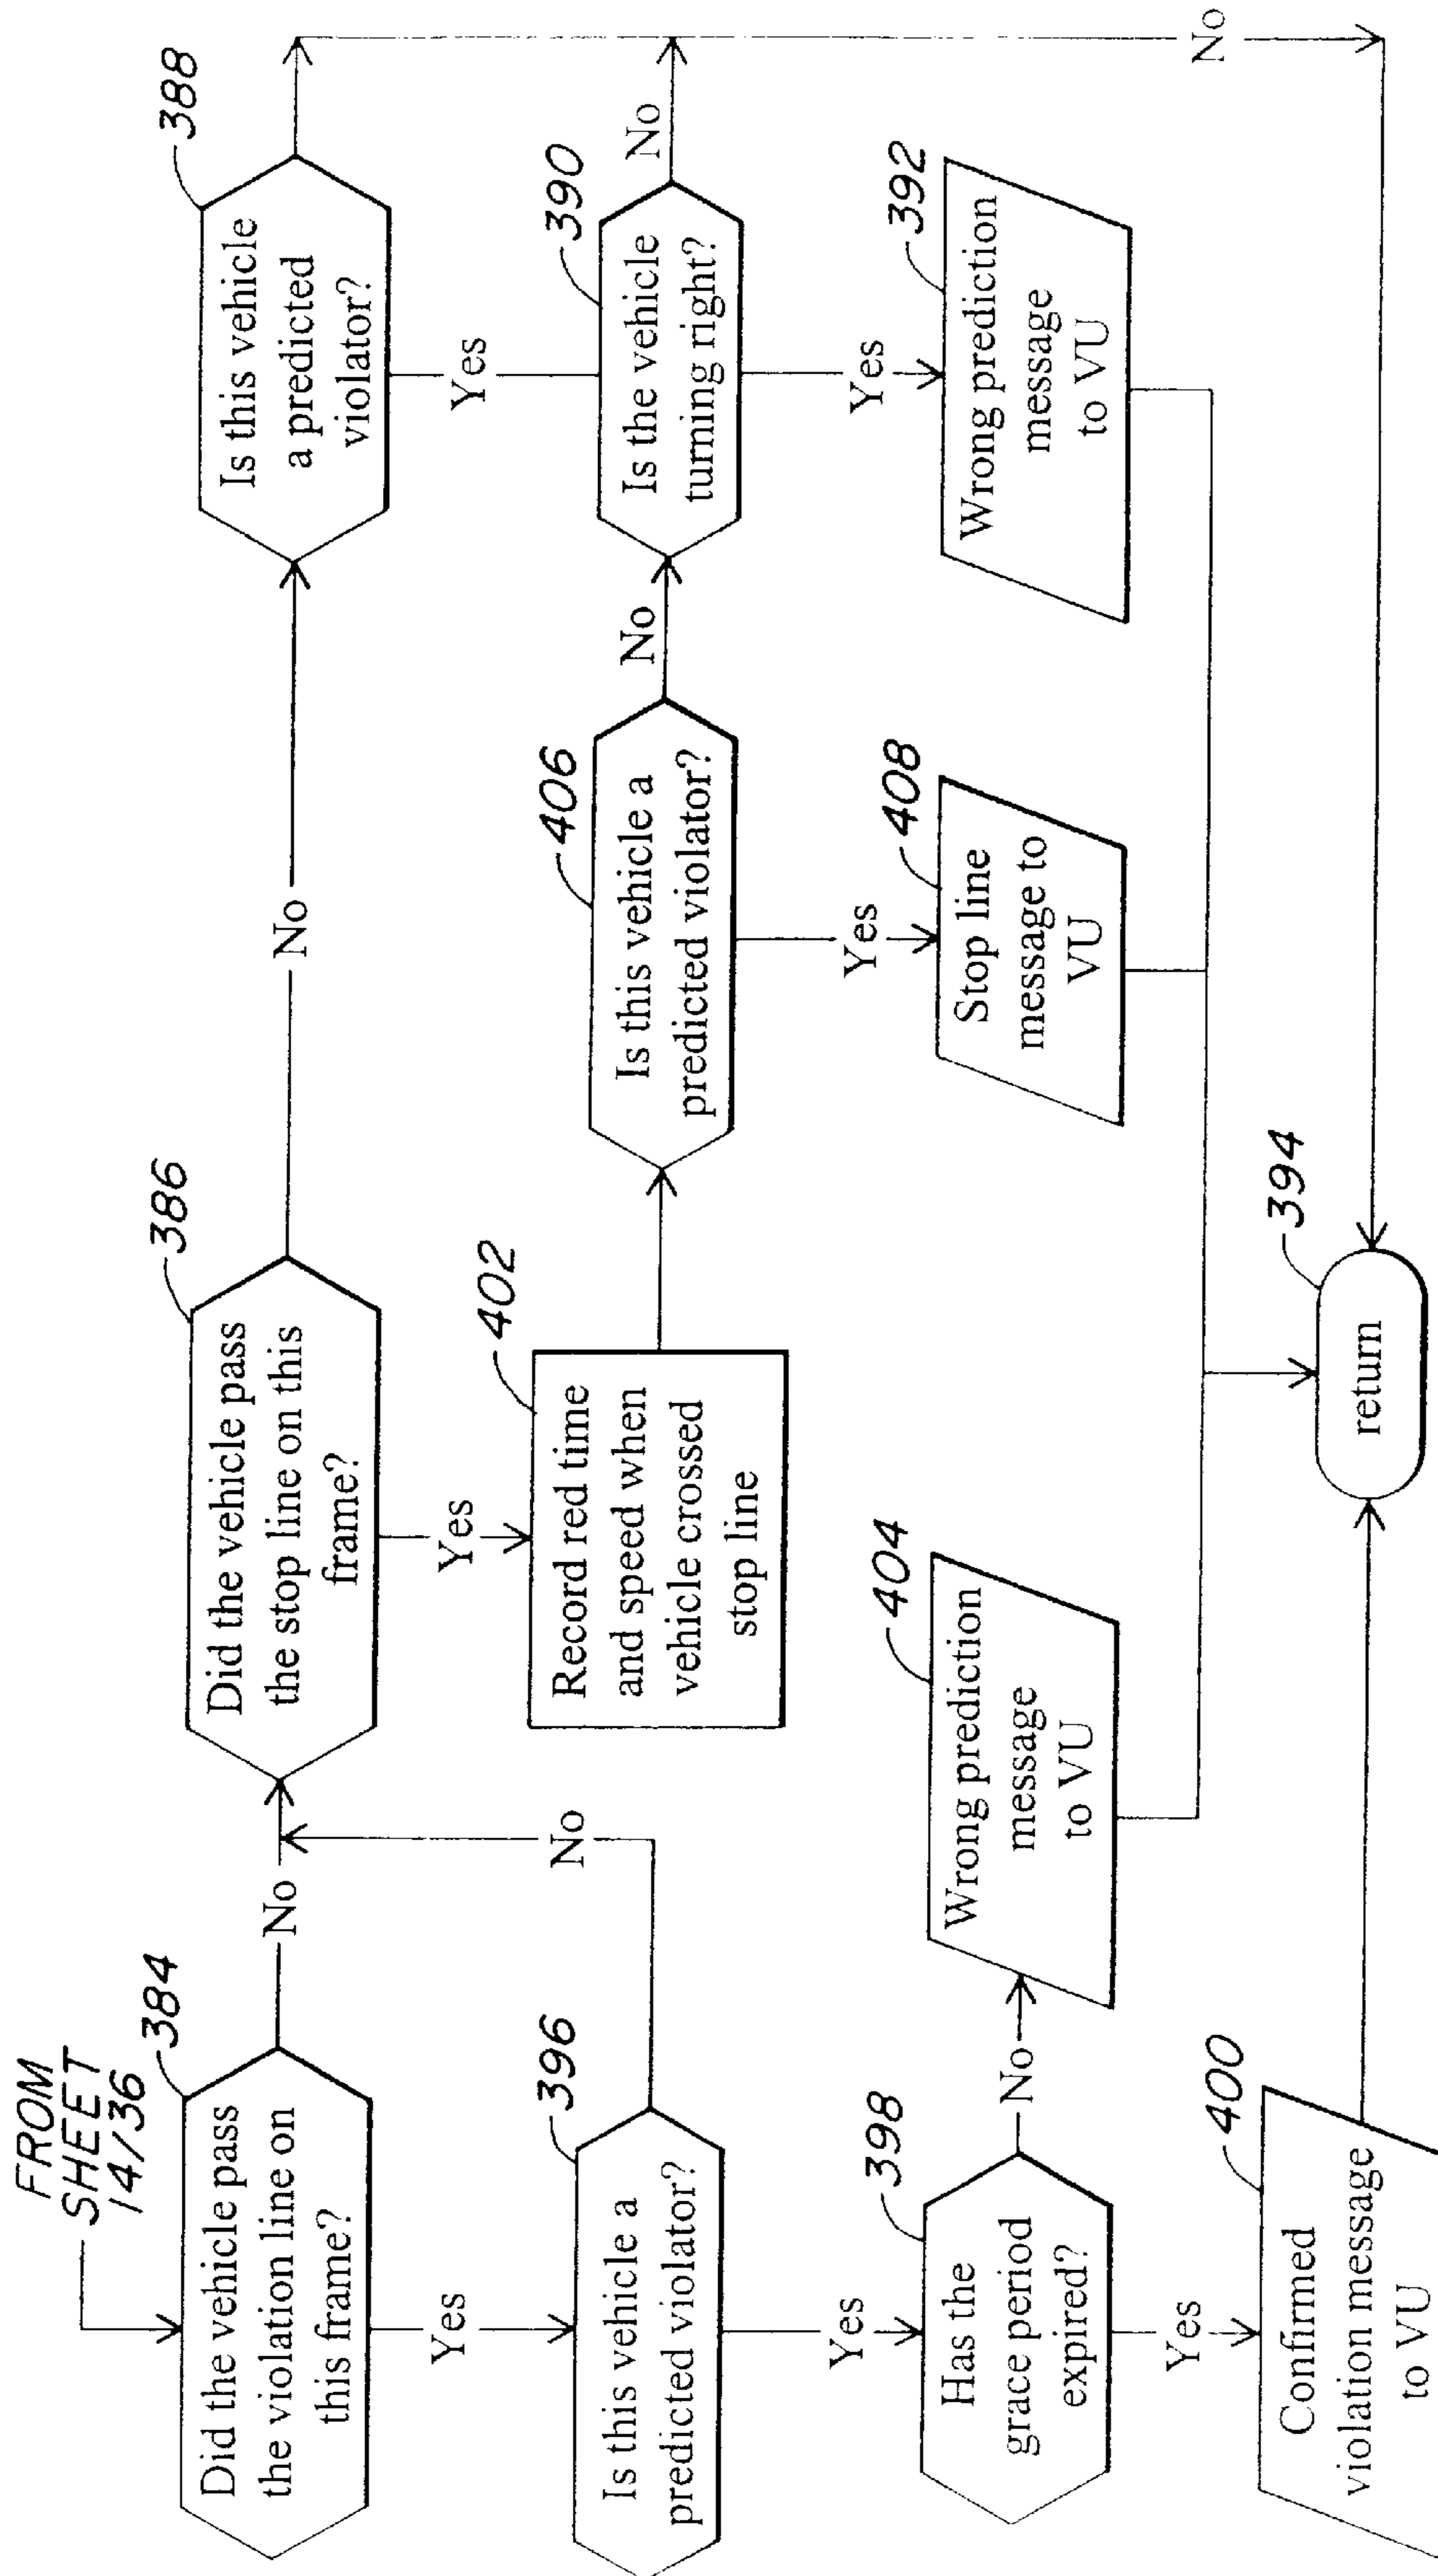 FROM
SHEET
14/36
384
Did the vehicle pass
the violation line on
this frame?
No
Yes
396
Is this vehicle a
predicted violator?
No
Yes
398
Has the
grace period
expired?
No
Yes
400
Confirmed
violation message
to VU
404
Wrong prediction
message
to VU
386
Did the vehicle pass
the stop line on this
frame?
No
Yes
402
Record red time
and speed when
vehicle crossed
stop line
406
Is this vehicle a
predicted violator?
No
Yes
408
Stop line
message to
VU
388
Is this vehicle
a predicted
violator?
Yes
390
Is the vehicle
turning right?
No
Yes
392
Wrong prediction
message
to VU
No
394
return